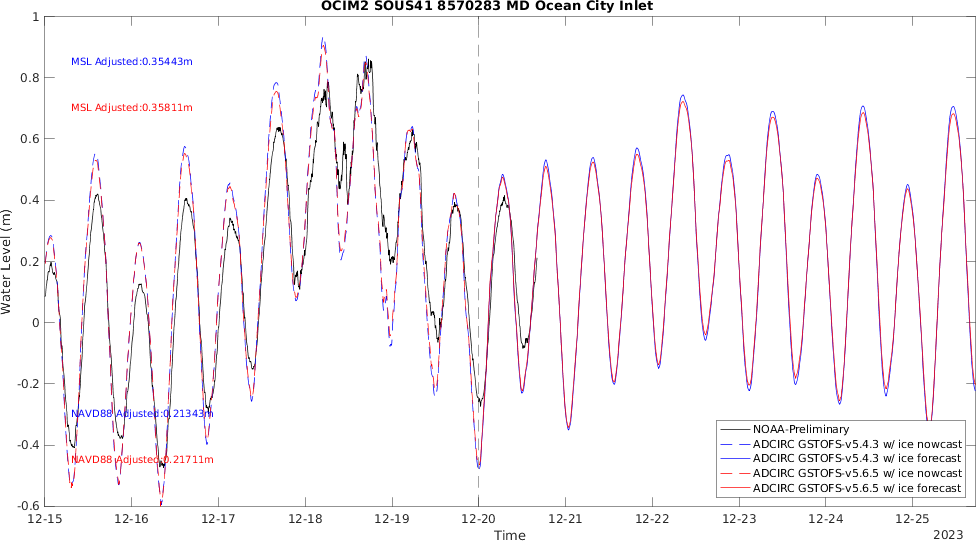 OCIM2 SOUS41 8570283 MD Ocean City Inlet
1
0.8
0.6
0.4
0.2
0
-0.2
-0.4
-0.6
Water Level (m)
MSL Adjusted:0.35443m
MSL Adjusted:0.35811m
NAVD88 Adjusted:0.21343m
NAVD88 Adjusted:0.21711m
NOAA-Preliminary
ADCIRC GSTOFS-v5.4.3 w/ ice nowcast
ADCIRC GSTOFS-v5.4.3 w/ ice forecast
ADCIRC GSTOFS-v5.6.5 w/ ice nowcast
ADCIRC GSTOFS-v5.6.5 w/ ice forecast
12-15 12-16 12-17 12-18 12-19 12-20 12-21 12-22 12-23 12-24 12-25
Time
2023